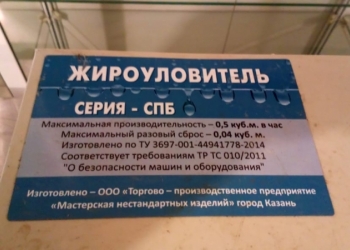 ЖИРОУЛОВИТЕЛЬ
СЕРИЯ - СПБ
Максимальная производительность – 0,5 куб.м. в час
Максимальный разовый сброс – 0,04 куб. м.
Изготовлено по ТУ 3697-001-44941778-2014
Соответствует требованиям ТР ТС 010/2011
"О безопасности машин и оборудования"
Изготовлено – ООО «Торгово – производственное предприятие
«Мастерская нестандартных изделий» город Казань